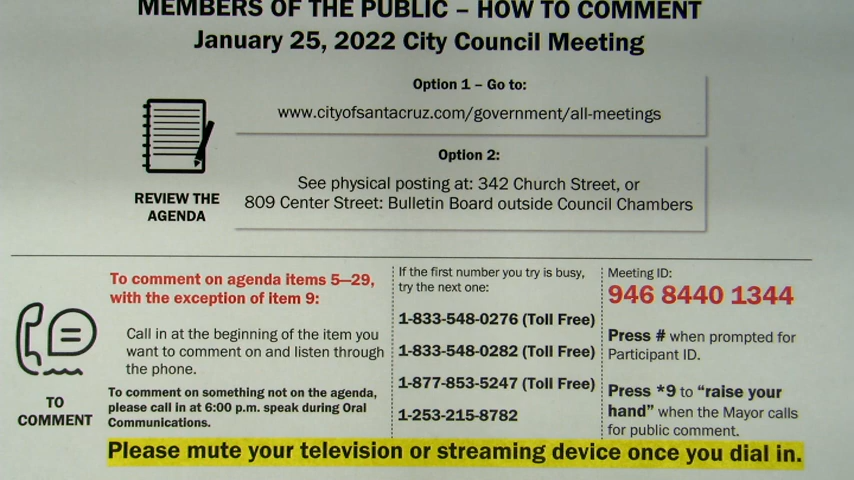 MEMBERS OF THE PUBLIC – HOW TO COMMENT
January 25, 2022 City Council Meeting
Option 1 – Go to:
www.cityofsantacruz.com/government/all-meetings
Option 2:
See physical posting at: 342 Church Street, or
809 Center Street: Bulletin Board outside Council Chambers
REVIEW THE
AGENDA
To comment on agenda items 5—29,
with the exception of item 9:
Call in at the beginning of the item you
want to comment on and listen through
the phone.
To comment on something not on the agenda,
please call in at 6:00 p.m. speak during Oral
Communications.
TO
COMMENT
If the first number you try is busy,
try the next one:
1-833-548-0276 (Toll Free)
1-833-548-0282 (Toll Free)
1-877-853-5247 (Toll Free)
1-253-215-8782
Meeting ID:
946 8440 1344
Press # when prompted for
Participant ID.
Press *9 to “raise your
hand” when the Mayor calls
for public comment.
Please mute your television or streaming device once you dial in.